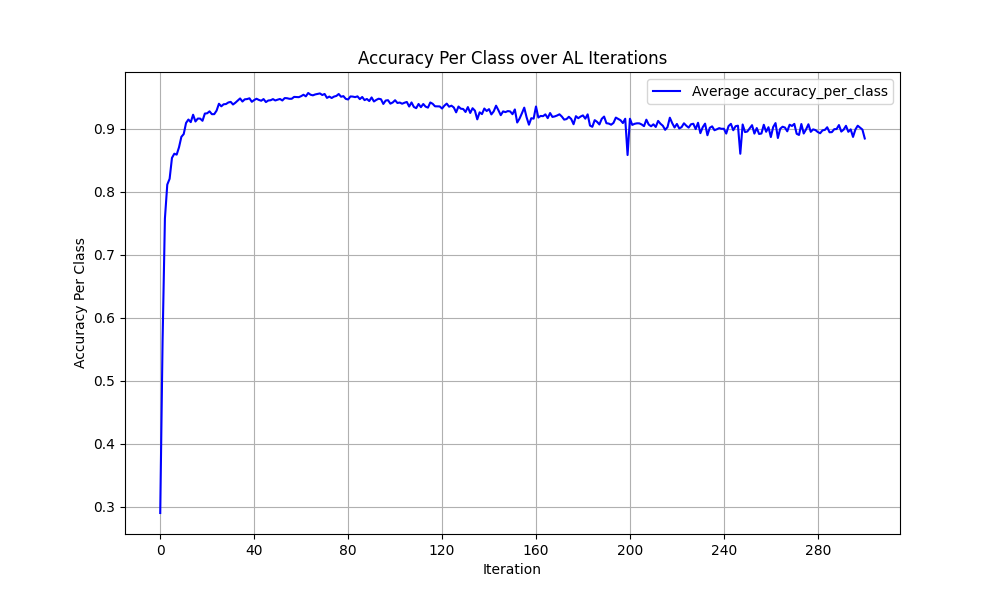 Accuracy Per Class over AL Iterations
Average accuracy_per_class
Accuracy Per Class
0.9
0.8
0.7
0.6
0.5
0.4
0.3
0 40 80 120 160 200 240 280
Iteration